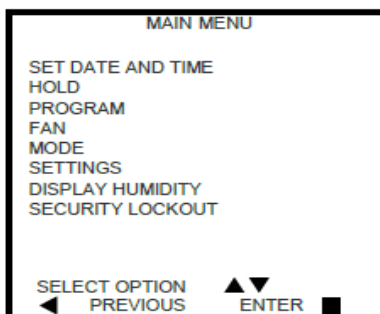 MAIN MENU
SET DATE AND TIME
HOLD
PROGRAM
FAN
MODE
SETTINGS
DISPLAY HUMIDITY
SECURITY LOCKOUT
SELECT OPTION ▲▼
◀ PREVIOUS ENTER ■